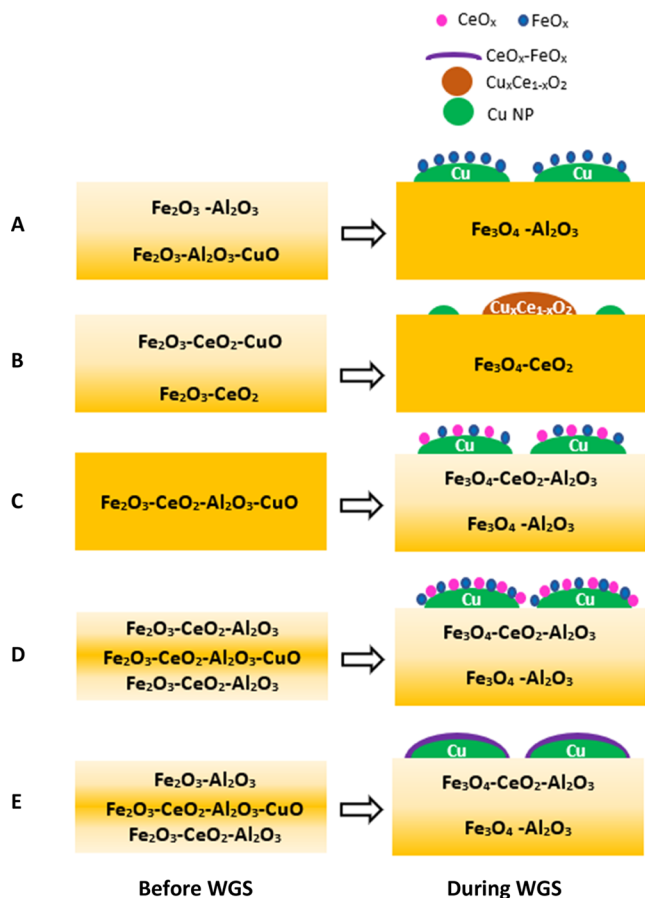 CeOₓ FeOₓ
CeOₓ-FeOₓ
CuₓCe₁₋ₓO₂
Cu NP
A
Fe₂O₃ -Al₂O₃
Fe₂O₃-Al₂O₃-CuO
Cu Cu
Fe₃O₄ -Al₂O₃
B
Fe₂O₃-CeO₂-CuO
Fe₂O₃-CeO₂
CuₓCe₁₋ₓO₂
Fe₃O₄-CeO₂
C
Fe₂O₃-CeO₂-Al₂O₃-CuO
Cu Cu
Fe₃O₄-CeO₂-Al₂O₃
Fe₃O₄ -Al₂O₃
D
Fe₂O₃-CeO₂-Al₂O₃
Fe₂O₃-CeO₂-Al₂O₃-CuO
Fe₂O₃-CeO₂-Al₂O₃
Cu Cu
Fe₃O₄-CeO₂-Al₂O₃
Fe₃O₄ -Al₂O₃
E
Fe₂O₃-Al₂O₃
Fe₂O₃-CeO₂-Al₂O₃-CuO
Fe₂O₃-CeO₂-Al₂O₃
Cu Cu
Fe₃O₄-CeO₂-Al₂O₃
Fe₃O₄ -Al₂O₃
Before WGS During WGS